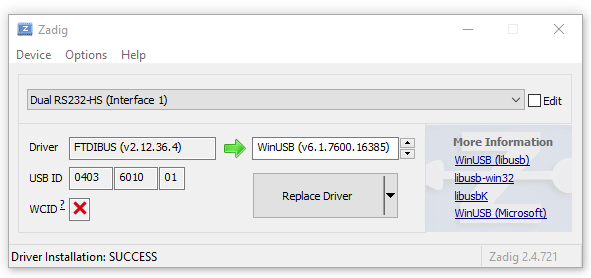 Zadig
Device Options Help
Dual RS232-HS (Interface 1) Edit
Driver FTDIBUS (v2.12.36.4) WinUSB (v6.1.7600.16385)
USB ID 0403 6010 01
WCID ?
Replace Driver
More Information
WinUSB (libusb)
libusb-win32
libusbK
WinUSB (Microsoft)
Driver Installation: SUCCESS Zadig 2.4.721